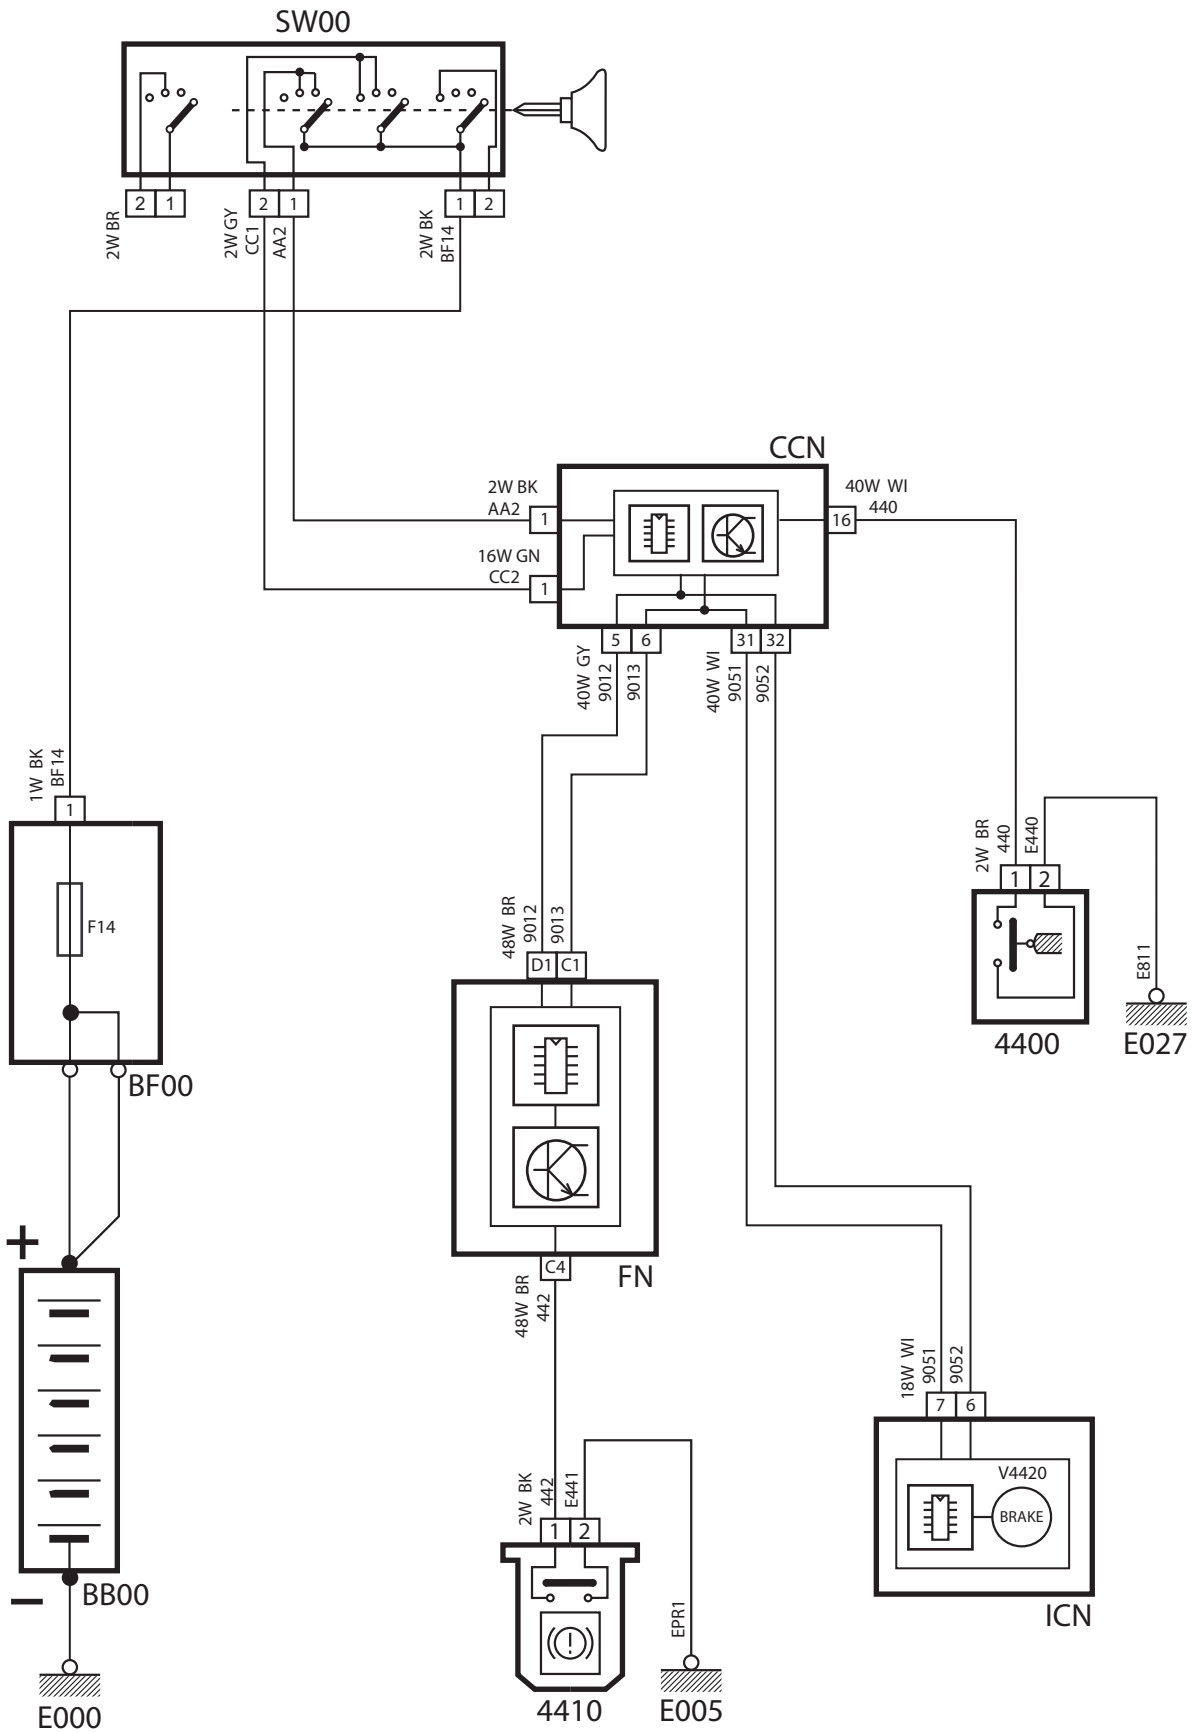 SW00
2
1
2
1
1
2
2W BR
2W GY
CC1
AA2
2W BK
BF14
CCN
2W BK
AA2
1
16W GN
CC2
1
40W WI
440
16
5
6
31
32
40W GY
9012
9013
40W WI
9051
9052
1W BK
BF14
1
F14
BF00
2W BR
440
E440
1
2
E811
4400
E027
48W BR
9012
9013
D1
C1
C4
FN
48W BR
442
+
−
BB00
E000
18W WI
9051
9052
7
6
V4420
BRAKE
ICN
2W BK
442
E441
1
2
(!)
EPR1
4410
E005